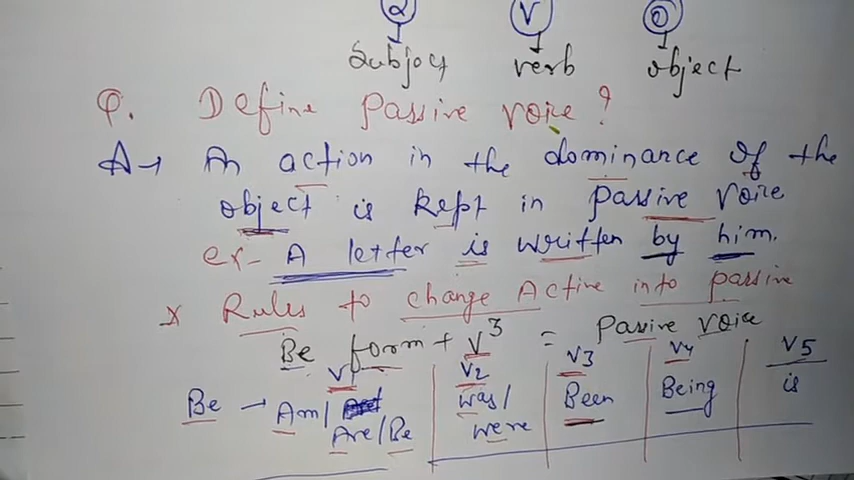 2 V O
Subject verb object
Q. Define Passive voice ?
A→ An action in the dominance of the
object is kept in passive voice
ex- A letter is written by him.
x Rules to change Active into passive
Be form + V3 = Passive voice
V V2 V3 V4 V5
Be → Am/ was/ Been Being is
Are/Be were